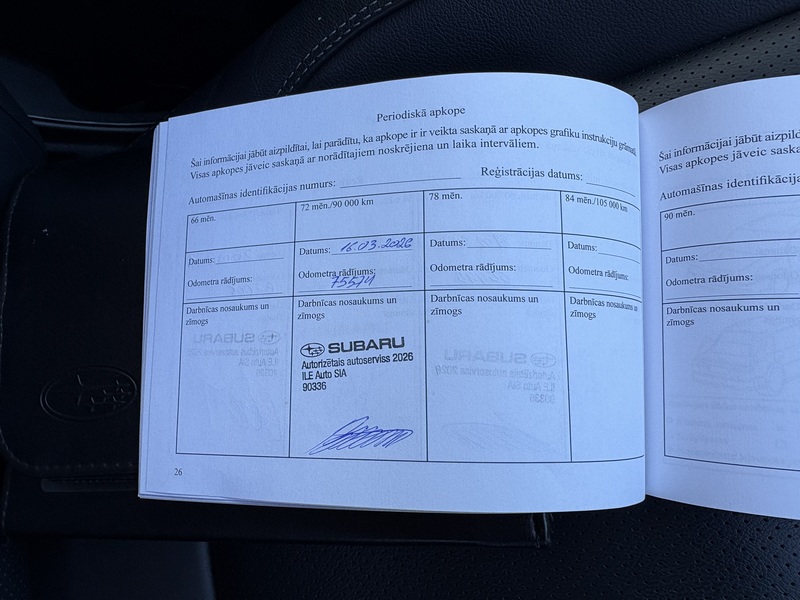 Periodiskā apkope
Šai informācijai jābūt aizpildītai, lai parādītu, ka apkope ir ir veikta saskaņā ar apkopes grafiku instrukciju grāmatā.
Visas apkopes jāveic saskaņā ar norādītajiem noskrējiena un laika intervāliem.
Automašīnas identifikācijas numurs:
Reģistrācijas datums:
66 mēn.
72 mēn./90 000 km
78 mēn.
84 mēn./105 000 km
Datums:
Datums: 16.03.2026
Datums:
Datums:
Odometra rādījums:
Odometra rādījums:
75574
Odometra rādījums:
Odometra rādījums:
Darbnīcas nosaukums un
zīmogs
Darbnīcas nosaukums un
zīmogs
SUBARU
Autorizētais autoserviss 2026
ILE Auto SIA
90336
Darbnīcas nosaukums un
zīmogs
Darbnīcas nosaukums un
zīmogs
26
Šai informācijai jābūt
Visas apkopes jāveic
Automašīnas
90 mēn.
Datums:
Odometra rādījums:
Darbnīcas nosaukums un
zīmogs